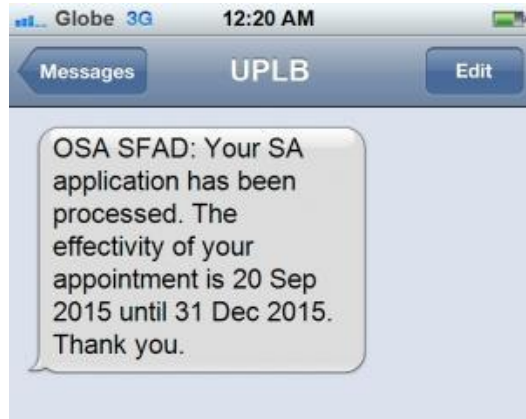 Globe 3G 12:20 AM
Messages UPLB Edit
OSA SFAD: Your SA
application has been
processed. The
effectivity of your
appointment is 20 Sep
2015 until 31 Dec 2015.
Thank you.